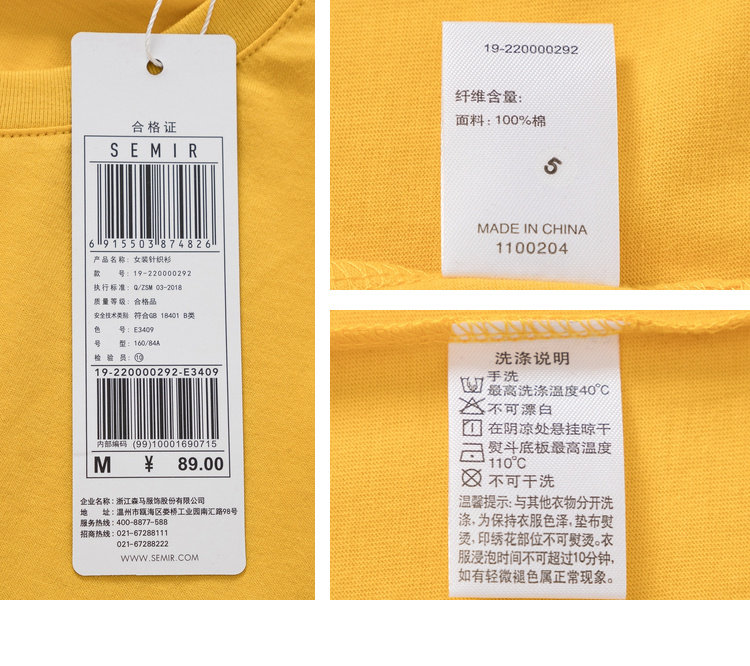 合格证
SEMIR
6 915503 874826
产品名称: 女装针织衫
款 号: 19-220000292
执行标准: Q/ZSM 03-2018
质量等级: 合格品
安全技术类别 符合GB 18401 B类
色 号: E3409
号 型: 160/84A
检 验 员: ⑩
19-220000292-E3409
内部编码 (99)10001690715
M ¥ 89.00
企业名称: 浙江森马服饰股份有限公司
地 址: 温州市瓯海区娄桥工业园南汇路98号
服务热线: 400-8877-588
招商热线: 021-67288111
021-67288222
WWW.SEMIR.COM
19-220000292
纤维含量:
面料: 100%棉
5
MADE IN CHINA
1100204
洗涤说明
手洗
最高洗涤温度40℃
不可漂白
在阴凉处悬挂晾干
熨斗底板最高温度
110℃
不可干洗
温馨提示: 与其他衣物分开洗
涤, 为保持衣服色泽, 垫布熨
烫, 印绣花部位不可熨烫。衣
服浸泡时间不可超过10分钟,
如有轻微褪色属正常现象。